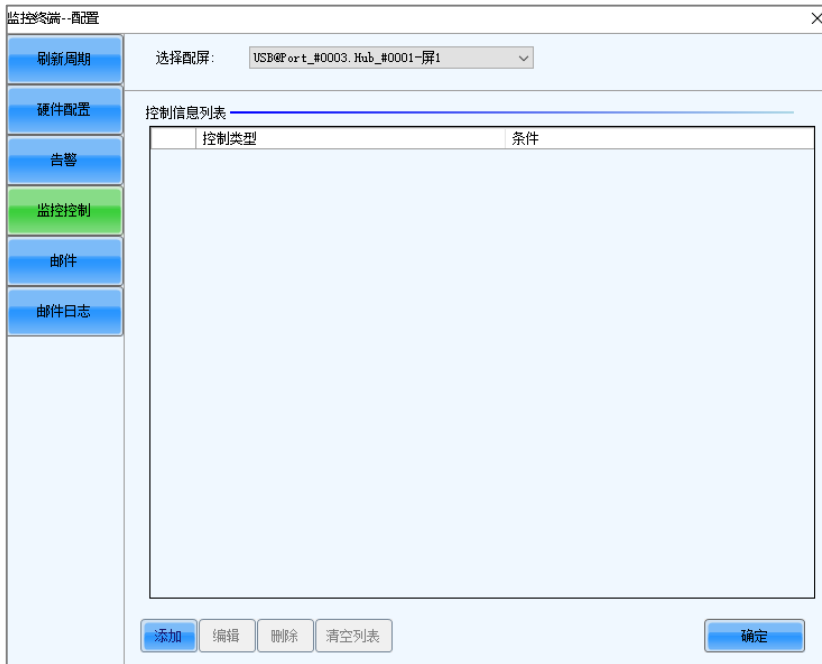 监控终端--配置
刷新周期
硬件配置
告警
监控控制
邮件
邮件日志
选择配屏:
USB@Port_#0003.Hub_#0001-屏1
控制信息列表
控制类型 条件
添加 编辑 删除 清空列表 确定